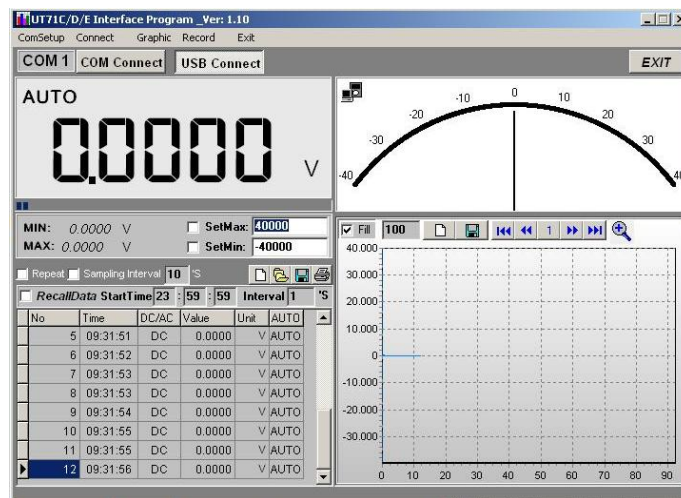 UT71C/D/E Interface Program _Ver: 1.10
ComSetup Connect Graphic Record Exit
COM 1 COM Connect USB Connect EXIT
AUTO
0.0000 V
-40 -30 -20 -10 0 10 20 30 40
MIN: 0.0000 V SetMax: 40000
MAX: 0.0000 V SetMin: -40000
Repeat Sampling Interval 10 'S
RecallData StartTime 23 : 59 : 59 Interval 1 'S
No Time DC/AC Value Unit AUTO
5 09:31:51 DC 0.0000 V AUTO
6 09:31:52 DC 0.0000 V AUTO
7 09:31:53 DC 0.0000 V AUTO
8 09:31:53 DC 0.0000 V AUTO
9 09:31:54 DC 0.0000 V AUTO
10 09:31:55 DC 0.0000 V AUTO
11 09:31:55 DC 0.0000 V AUTO
12 09:31:56 DC 0.0000 V AUTO
Fill 100 1
40.000
30.000
20.000
10.000
0
-10.000
-20.000
-30.000
0 10 20 30 40 50 60 70 80 90